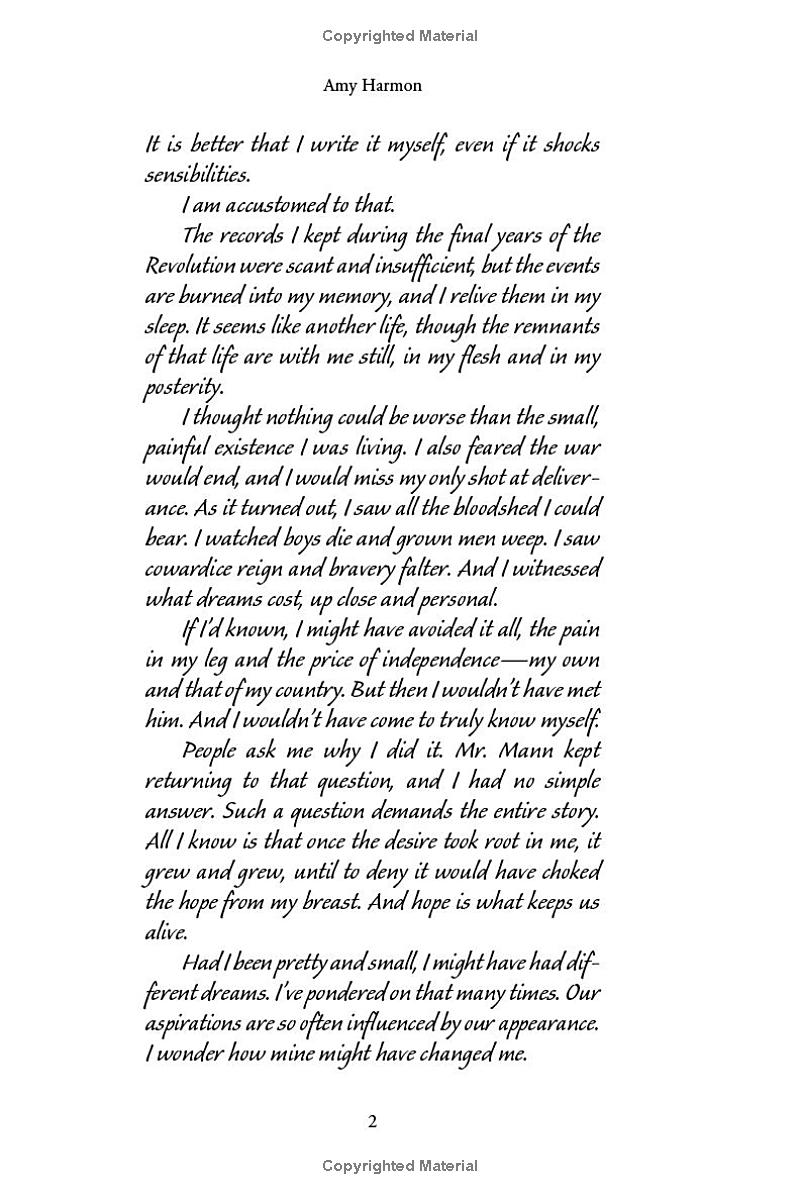 Copyrighted Material
Amy Harmon
It is better that I write it myself, even if it shocks
sensibilities.
I am accustomed to that.
The records I kept during the final years of the
Revolution were scant and insufficient, but the events
are burned into my memory, and I relive them in my
sleep. It seems like another life, though the remnants
of that life are with me still, in my flesh and in my
posterity.
I thought nothing could be worse than the small,
painful existence I was living. I also feared the war
would end, and I would miss my only shot at deliver-
ance. As it turned out, I saw all the bloodshed I could
bear. I watched boys die and grown men weep. I saw
cowardice reign and bravery falter. And I witnessed
what dreams cost, up close and personal.
If I'd known, I might have avoided it all, the pain
in my leg and the price of independence—my own
and that of my country. But then I wouldn't have met
him. And I wouldn't have come to truly know myself.
People ask me why I did it. Mr. Mann kept
returning to that question, and I had no simple
answer. Such a question demands the entire story.
All I know is that once the desire took root in me, it
grew and grew, until to deny it would have choked
the hope from my breast. And hope is what keeps us
alive.
Had I been pretty and small, I might have had dif-
ferent dreams. I've pondered on that many times. Our
aspirations are so often influenced by our appearance.
I wonder how mine might have changed me.
2
Copyrighted Material